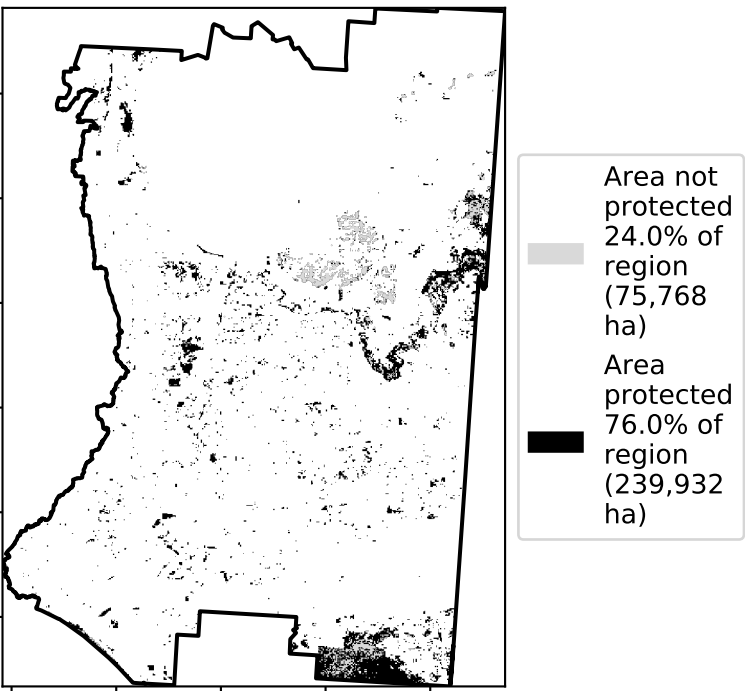 Area not
protected
24.0% of
region
(75,768
ha)
Area
protected
76.0% of
region
(239,932
ha)